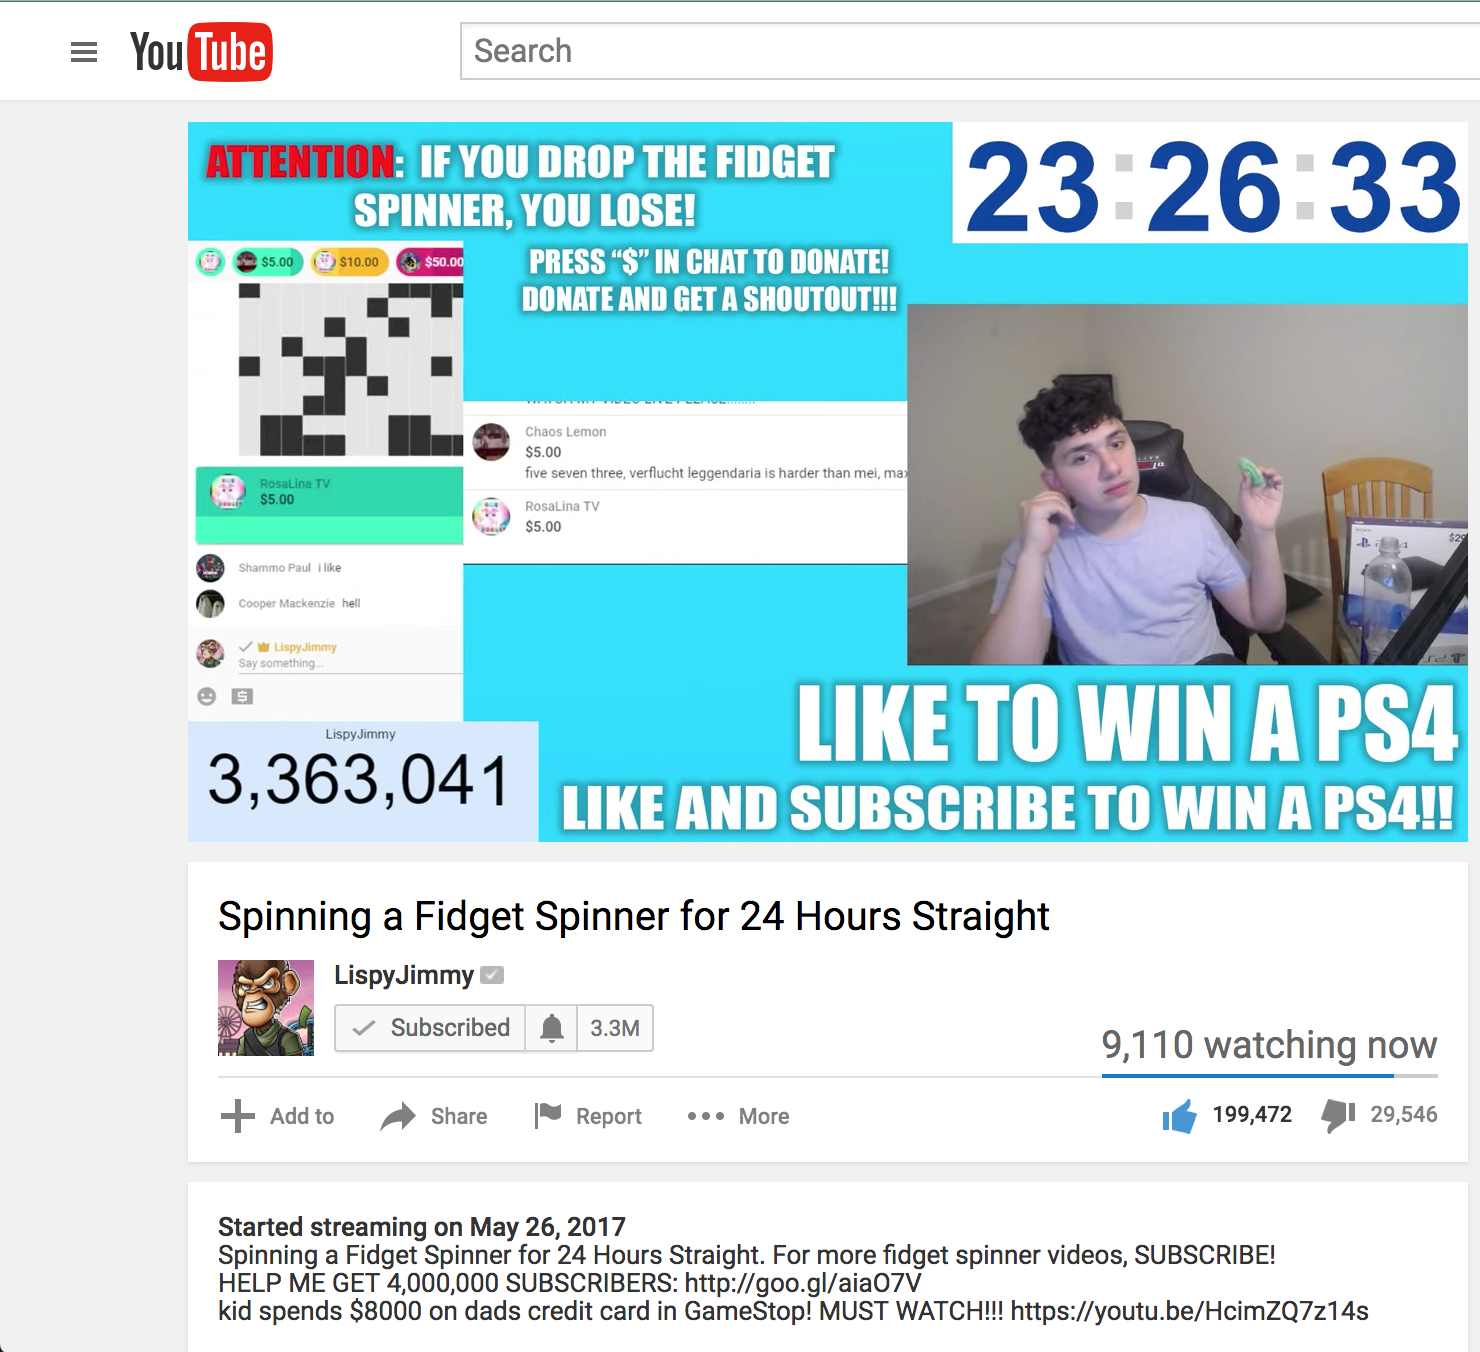 YouTube
Search
ATTENTION: IF YOU DROP THE FIDGET
SPINNER, YOU LOSE!
23:26:33
PRESS “$” IN CHAT TO DONATE!
DONATE AND GET A SHOUTOUT!!!
$5.00
$10.00
$50.00
Chaos Lemon
$5.00
five seven three, verflucht leggendaria is harder than mei, max
RosaLina TV
$5.00
RosaLina TV
$5.00
Shammo Paul i like
Cooper Mackenzie hell
LispyJimmy
Say something...
LispyJimmy
3,363,041
LIKE TO WIN A PS4
LIKE AND SUBSCRIBE TO WIN A PS4!!
Spinning a Fidget Spinner for 24 Hours Straight
LispyJimmy
Subscribed
3.3M
9,110 watching now
Add to
Share
Report
More
199,472
29,546
Started streaming on May 26, 2017
Spinning a Fidget Spinner for 24 Hours Straight. For more fidget spinner videos, SUBSCRIBE!
HELP ME GET 4,000,000 SUBSCRIBERS: http://goo.gl/aiaO7V
kid spends $8000 on dads credit card in GameStop! MUST WATCH!!! https://youtu.be/HcimZQ7z14s